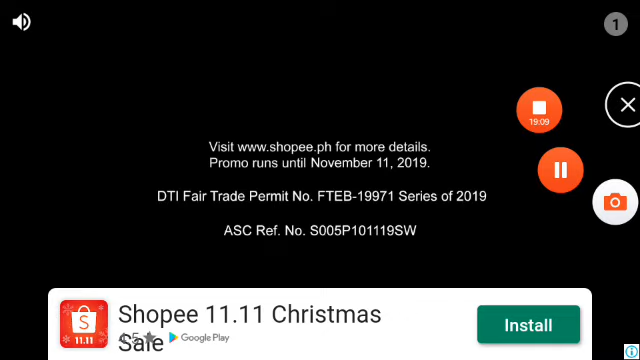 1
19:09
Visit www.shopee.ph for more details.
Promo runs until November 11, 2019.
DTI Fair Trade Permit No. FTEB-19971 Series of 2019
ASC Ref. No. S005P101119SW
S
11.11
Shopee 11.11 Christmas
Sale
4.5 ★ Google Play
Install